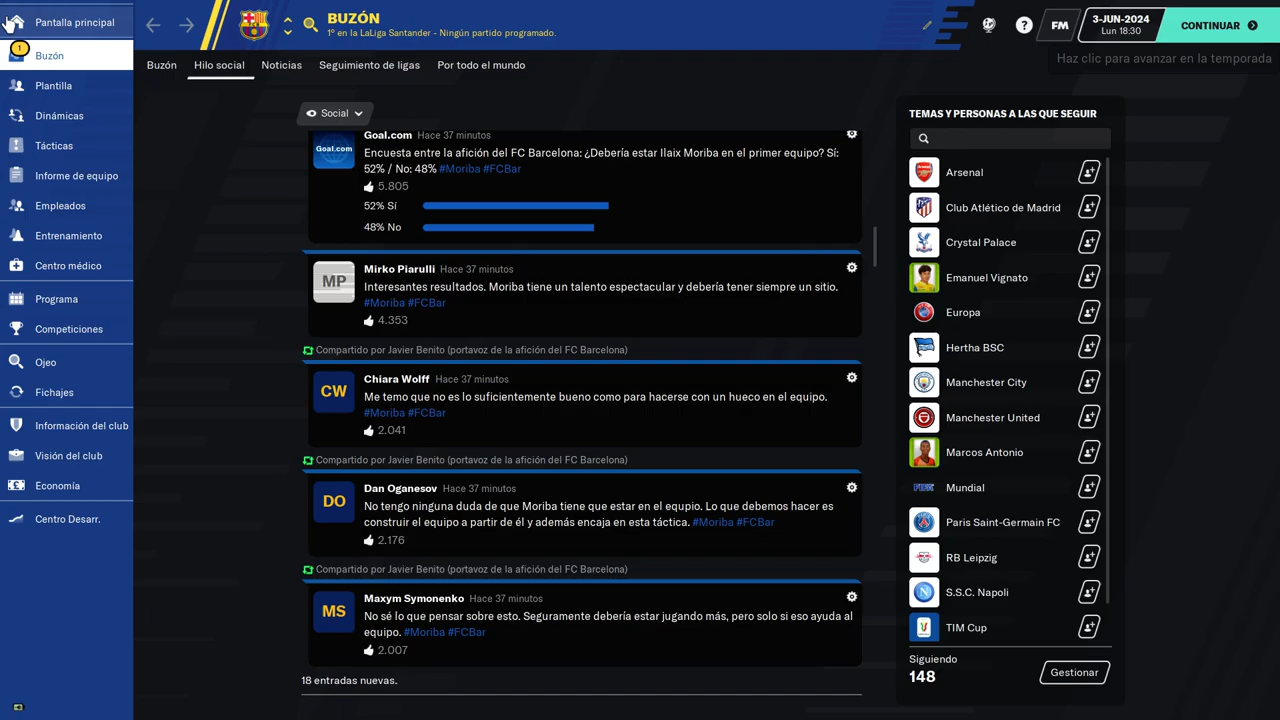 Pantalla principal
1
Buzón
Plantilla
Dinámicas
Tácticas
Informe de equipo
Empleados
Entrenamiento
Centro médico
Programa
Competiciones
Ojeo
Fichajes
Información del club
Visión del club
Economía
Centro Desarr.
BUZÓN
1º en la LaLiga Santander - Ningún partido programado.
?
FM
3-JUN-2024
Lun 18:30
CONTINUAR
Haz clic para avanzar en la temporada
Buzón
Hilo social
Noticias
Seguimiento de ligas
Por todo el mundo
Social
Goal.com
Goal.com Hace 37 minutos
Encuesta entre la afición del FC Barcelona: ¿Debería estar Ilaix Moriba en el primer equipo? Sí:
52% / No: 48% #Moriba #FCBar
5.805
52% Sí
48% No
MP
Mirko Piarulli Hace 37 minutos
Interesantes resultados. Moriba tiene un talento espectacular y debería tener siempre un sitio.
#Moriba #FCBar
4.353
Compartido por Javier Benito (portavoz de la afición del FC Barcelona)
CW
Chiara Wolff Hace 37 minutos
Me temo que no es lo suficientemente bueno como para hacerse con un hueco en el equipo.
#Moriba #FCBar
2.041
Compartido por Javier Benito (portavoz de la afición del FC Barcelona)
DO
Dan Oganesov Hace 37 minutos
No tengo ninguna duda de que Moriba tiene que estar en el equpio. Lo que debemos hacer es
construir el equipo a partir de él y además encaja en esta táctica. #Moriba #FCBar
2.176
Compartido por Javier Benito (portavoz de la afición del FC Barcelona)
MS
Maxym Symonenko Hace 37 minutos
No sé lo que pensar sobre esto. Seguramente debería estar jugando más, pero solo si eso ayuda al
equipo. #Moriba #FCBar
2.007
18 entradas nuevas.
TEMAS Y PERSONAS A LAS QUE SEGUIR
Arsenal
Club Atlético de Madrid
Crystal Palace
Emanuel Vignato
Europa
Hertha BSC
Manchester City
Manchester United
Marcos Antonio
FIFA
Mundial
Paris Saint-Germain FC
RB Leipzig
S.S.C. Napoli
TIM Cup
Siguiendo
148
Gestionar